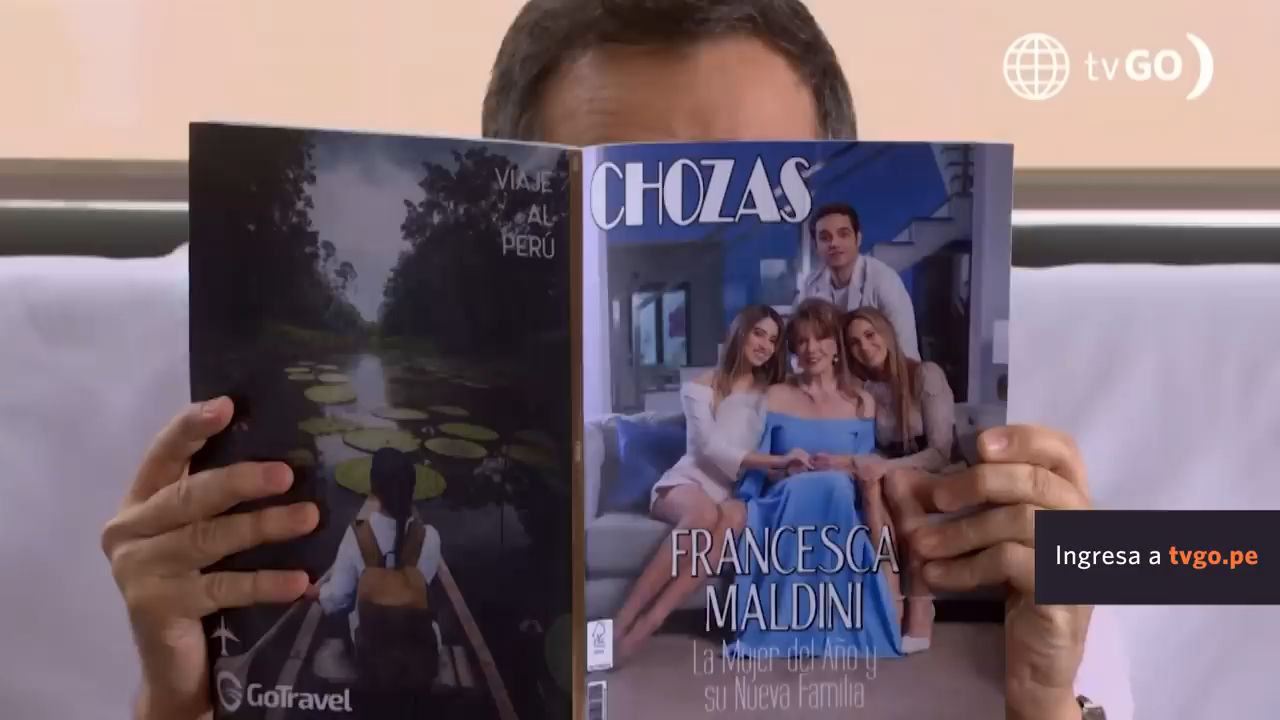 tvGO
VIAJE
AL
PERÚ
CHOZAS
FRANCESCA
MALDINI
La Mujer del Año y
su Nueva Familia
GoTravel
Ingresa a tvgo.pe